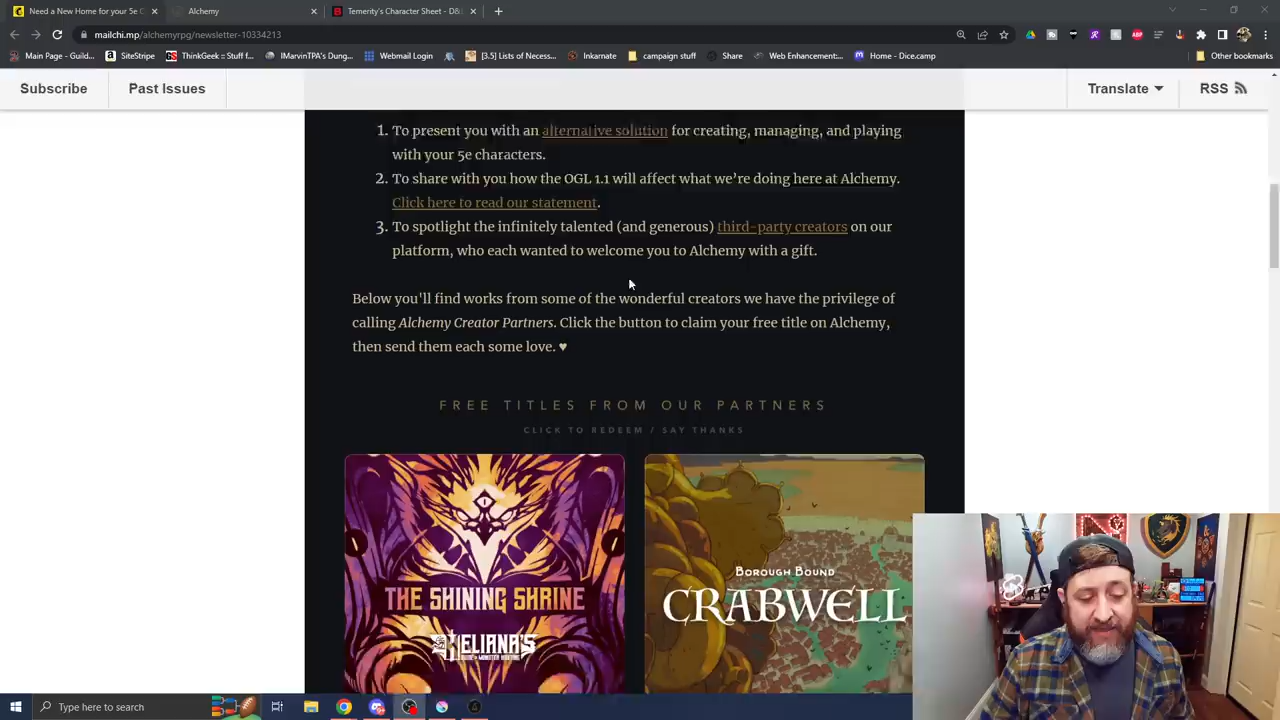 Need a New Home for your 5e C
Alchemy
Temerity's Character Sheet - D&
mailchi.mp/alchemyrpg/newsletter-10334213
Main Page - Guild...
SiteStripe
ThinkGeek :: Stuff f...
IMarvinTPA's Dung...
Webmail Login
[3.5] Lists of Necess...
Inkarnate
campaign stuff
Share
Web Enhancement:...
Home - Dice.camp
Other bookmarks
Subscribe
Past Issues
Translate
RSS
1. To present you with an alternative solution for creating, managing, and playing
with your 5e characters.
2. To share with you how the OGL 1.1 will affect what we're doing here at Alchemy.
Click here to read our statement.
3. To spotlight the infinitely talented (and generous) third-party creators on our
platform, who each wanted to welcome you to Alchemy with a gift.
Below you'll find works from some of the wonderful creators we have the privilege of
calling Alchemy Creator Partners. Click the button to claim your free title on Alchemy,
then send them each some love. ♥
FREE TITLES FROM OUR PARTNERS
CLICK TO REDEEM / SAY THANKS
THE SHINING SHRINE
HELIANA'S
BOROUGH BOUND
CRABWELL
Type here to search